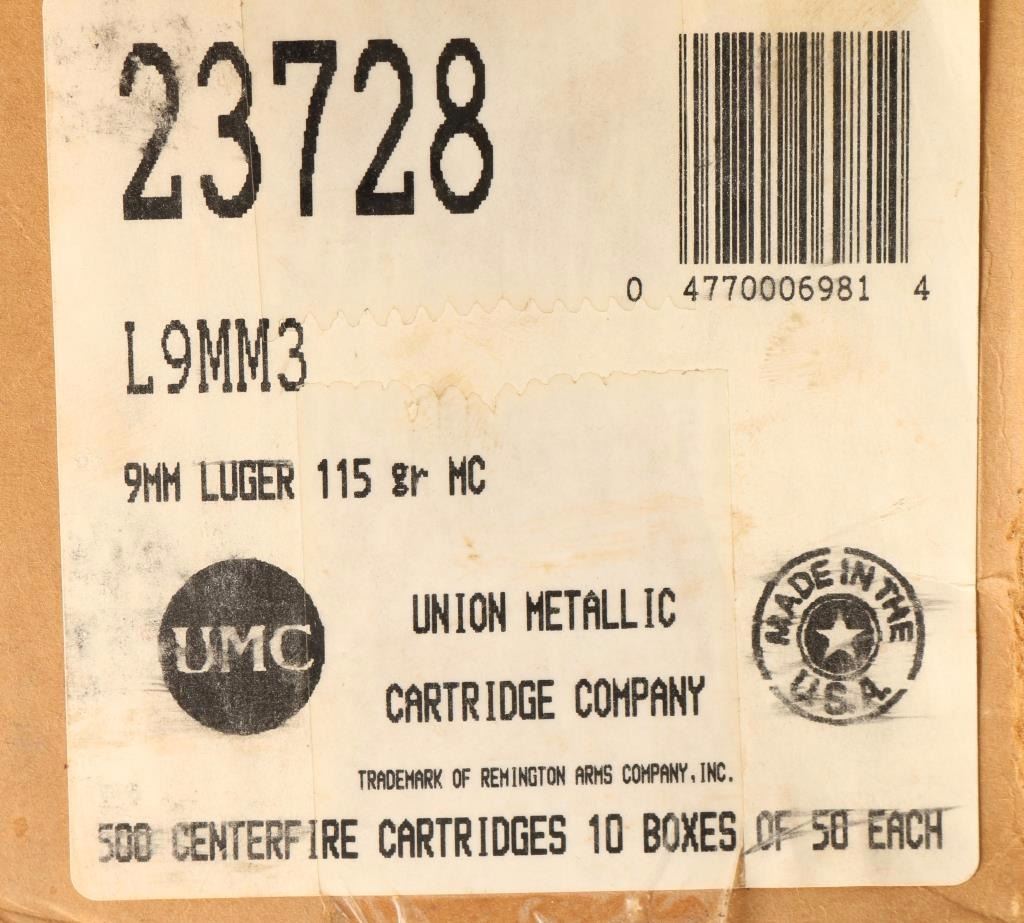 23728
0 4770006981 4
L9MM3
9MM LUGER 115 gr MC
UMC
UNION METALLIC
CARTRIDGE COMPANY
MADE IN THE
U.S.A.
TRADEMARK OF REMINGTON ARMS COMPANY, INC.
500 CENTERFIRE CARTRIDGES 10 BOXES OF 50 EACH